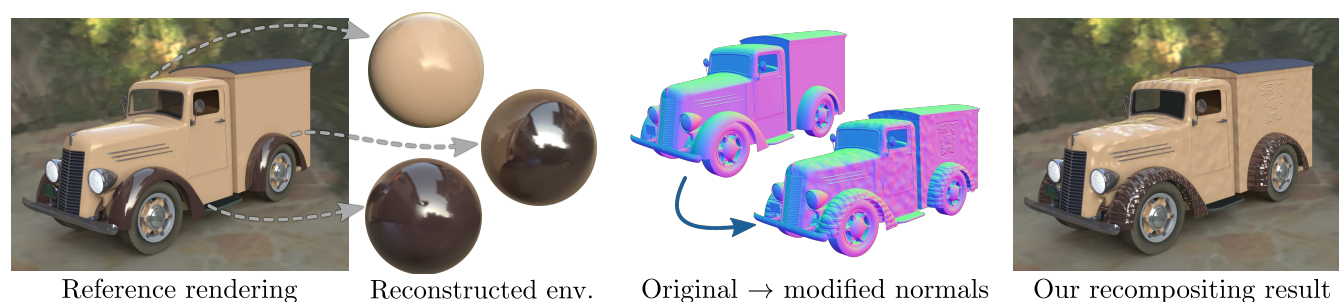 Reference rendering
Reconstructed env.
Original → modified normals
Our recompositing result